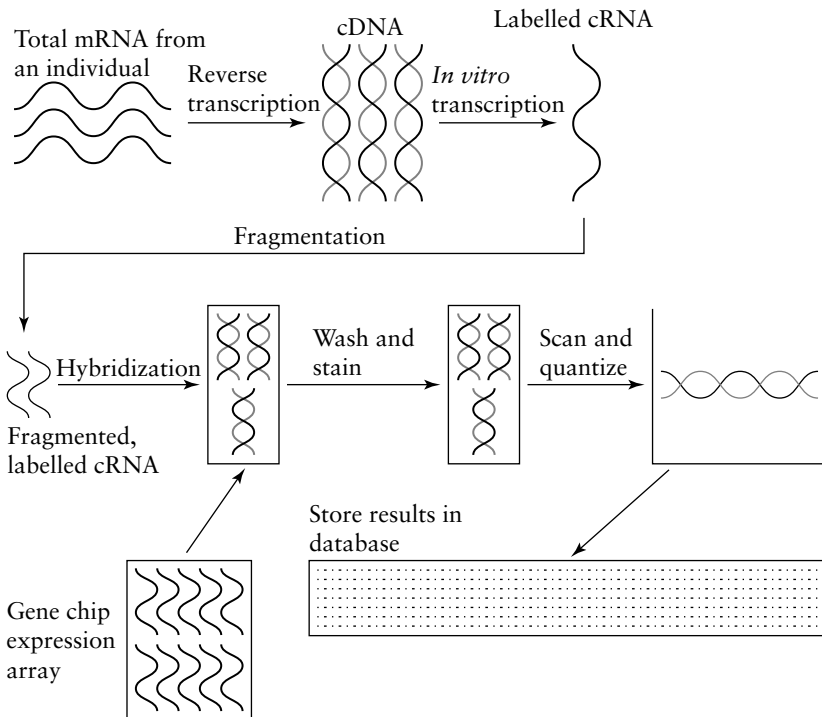 Total mRNA from
an individual
Reverse
transcription
cDNA
In vitro
transcription
Labelled cRNA
Fragmentation
Hybridization
Fragmented,
labelled cRNA
Wash and
stain
Scan and
quantize
Store results in
database
Gene chip
expression
array